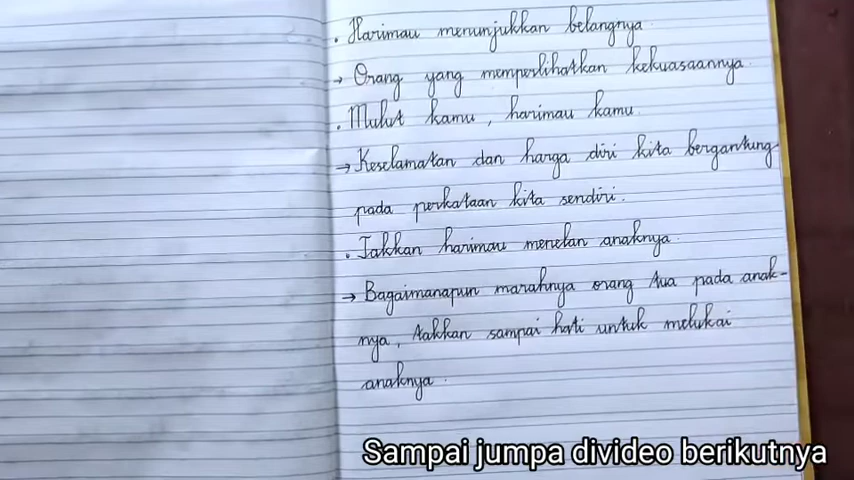 • Harimau menunjukkan belangnya.
→ Orang yang memperlihatkan kekuasaannya.
• Mulut kamu, harimau kamu.
→ Keselamatan dan harga diri kita bergantung
pada perkataan kita sendiri.
• Takkan harimau menelan anaknya.
→ Bagaimanapun marahnya orang tua pada anak-
nya, takkan sampai hati untuk melukai
anaknya.
Sampai jumpa divideo berikutnya